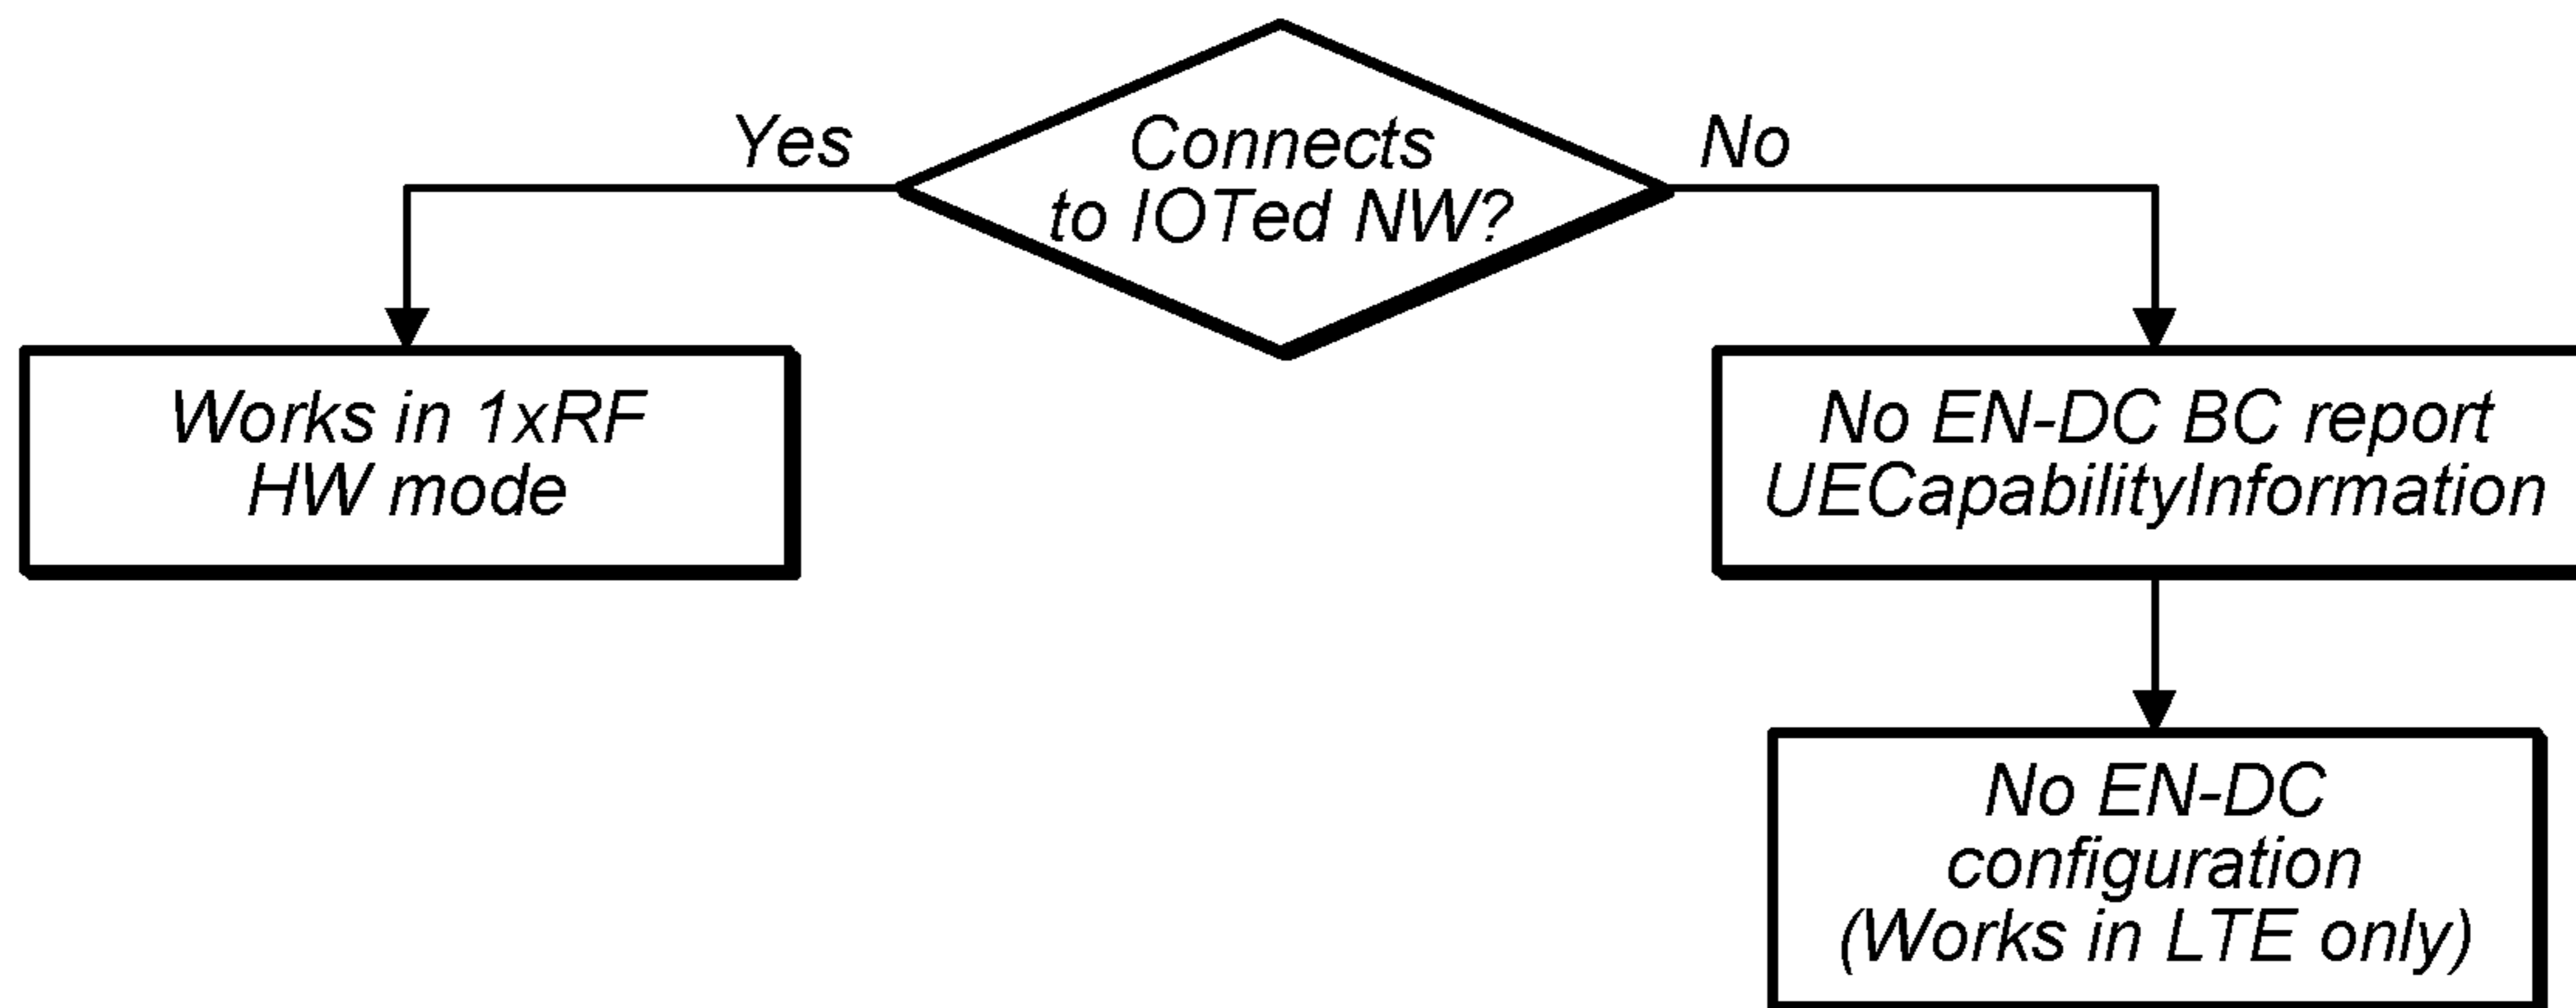 Yes
Connects
to IOTed NW?
No
Works in 1xRF
HW mode
No EN-DC BC report
UECapabilityInformation
No EN-DC
configuration
(Works in LTE only)